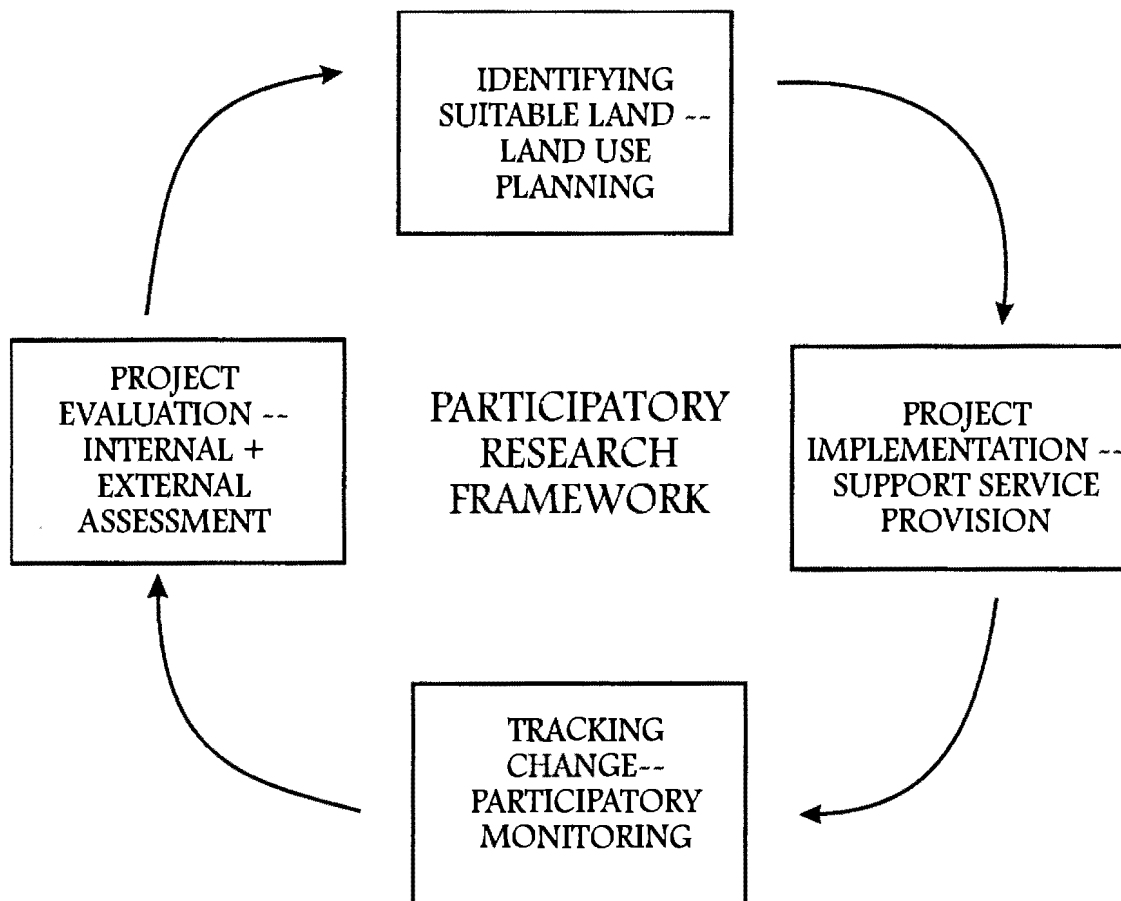 IDENTIFYING
SUITABLE LAND --
LAND USE
PLANNING
PROJECT
IMPLEMENTATION --
SUPPORT SERVICE
PROVISION
TRACKING
CHANGE--
PARTICIPATORY
MONITORING
PROJECT
EVALUATION --
INTERNAL +
EXTERNAL
ASSESSMENT
PARTICIPATORY
RESEARCH
FRAMEWORK